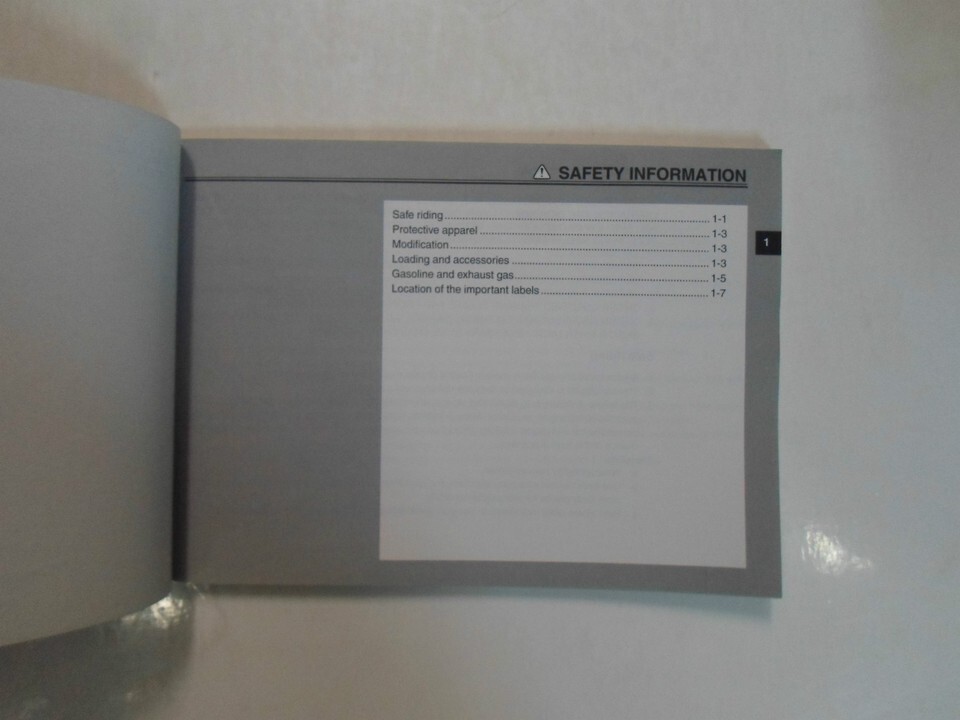 SAFETY INFORMATION
Safe riding ........................................................................................ 1-1
Protective apparel ............................................................................. 1-3
Modification ...................................................................................... 1-3
Loading and accessories .................................................................. 1-3
Gasoline and exhaust gas ................................................................. 1-5
Location of the important labels ........................................................ 1-7
1